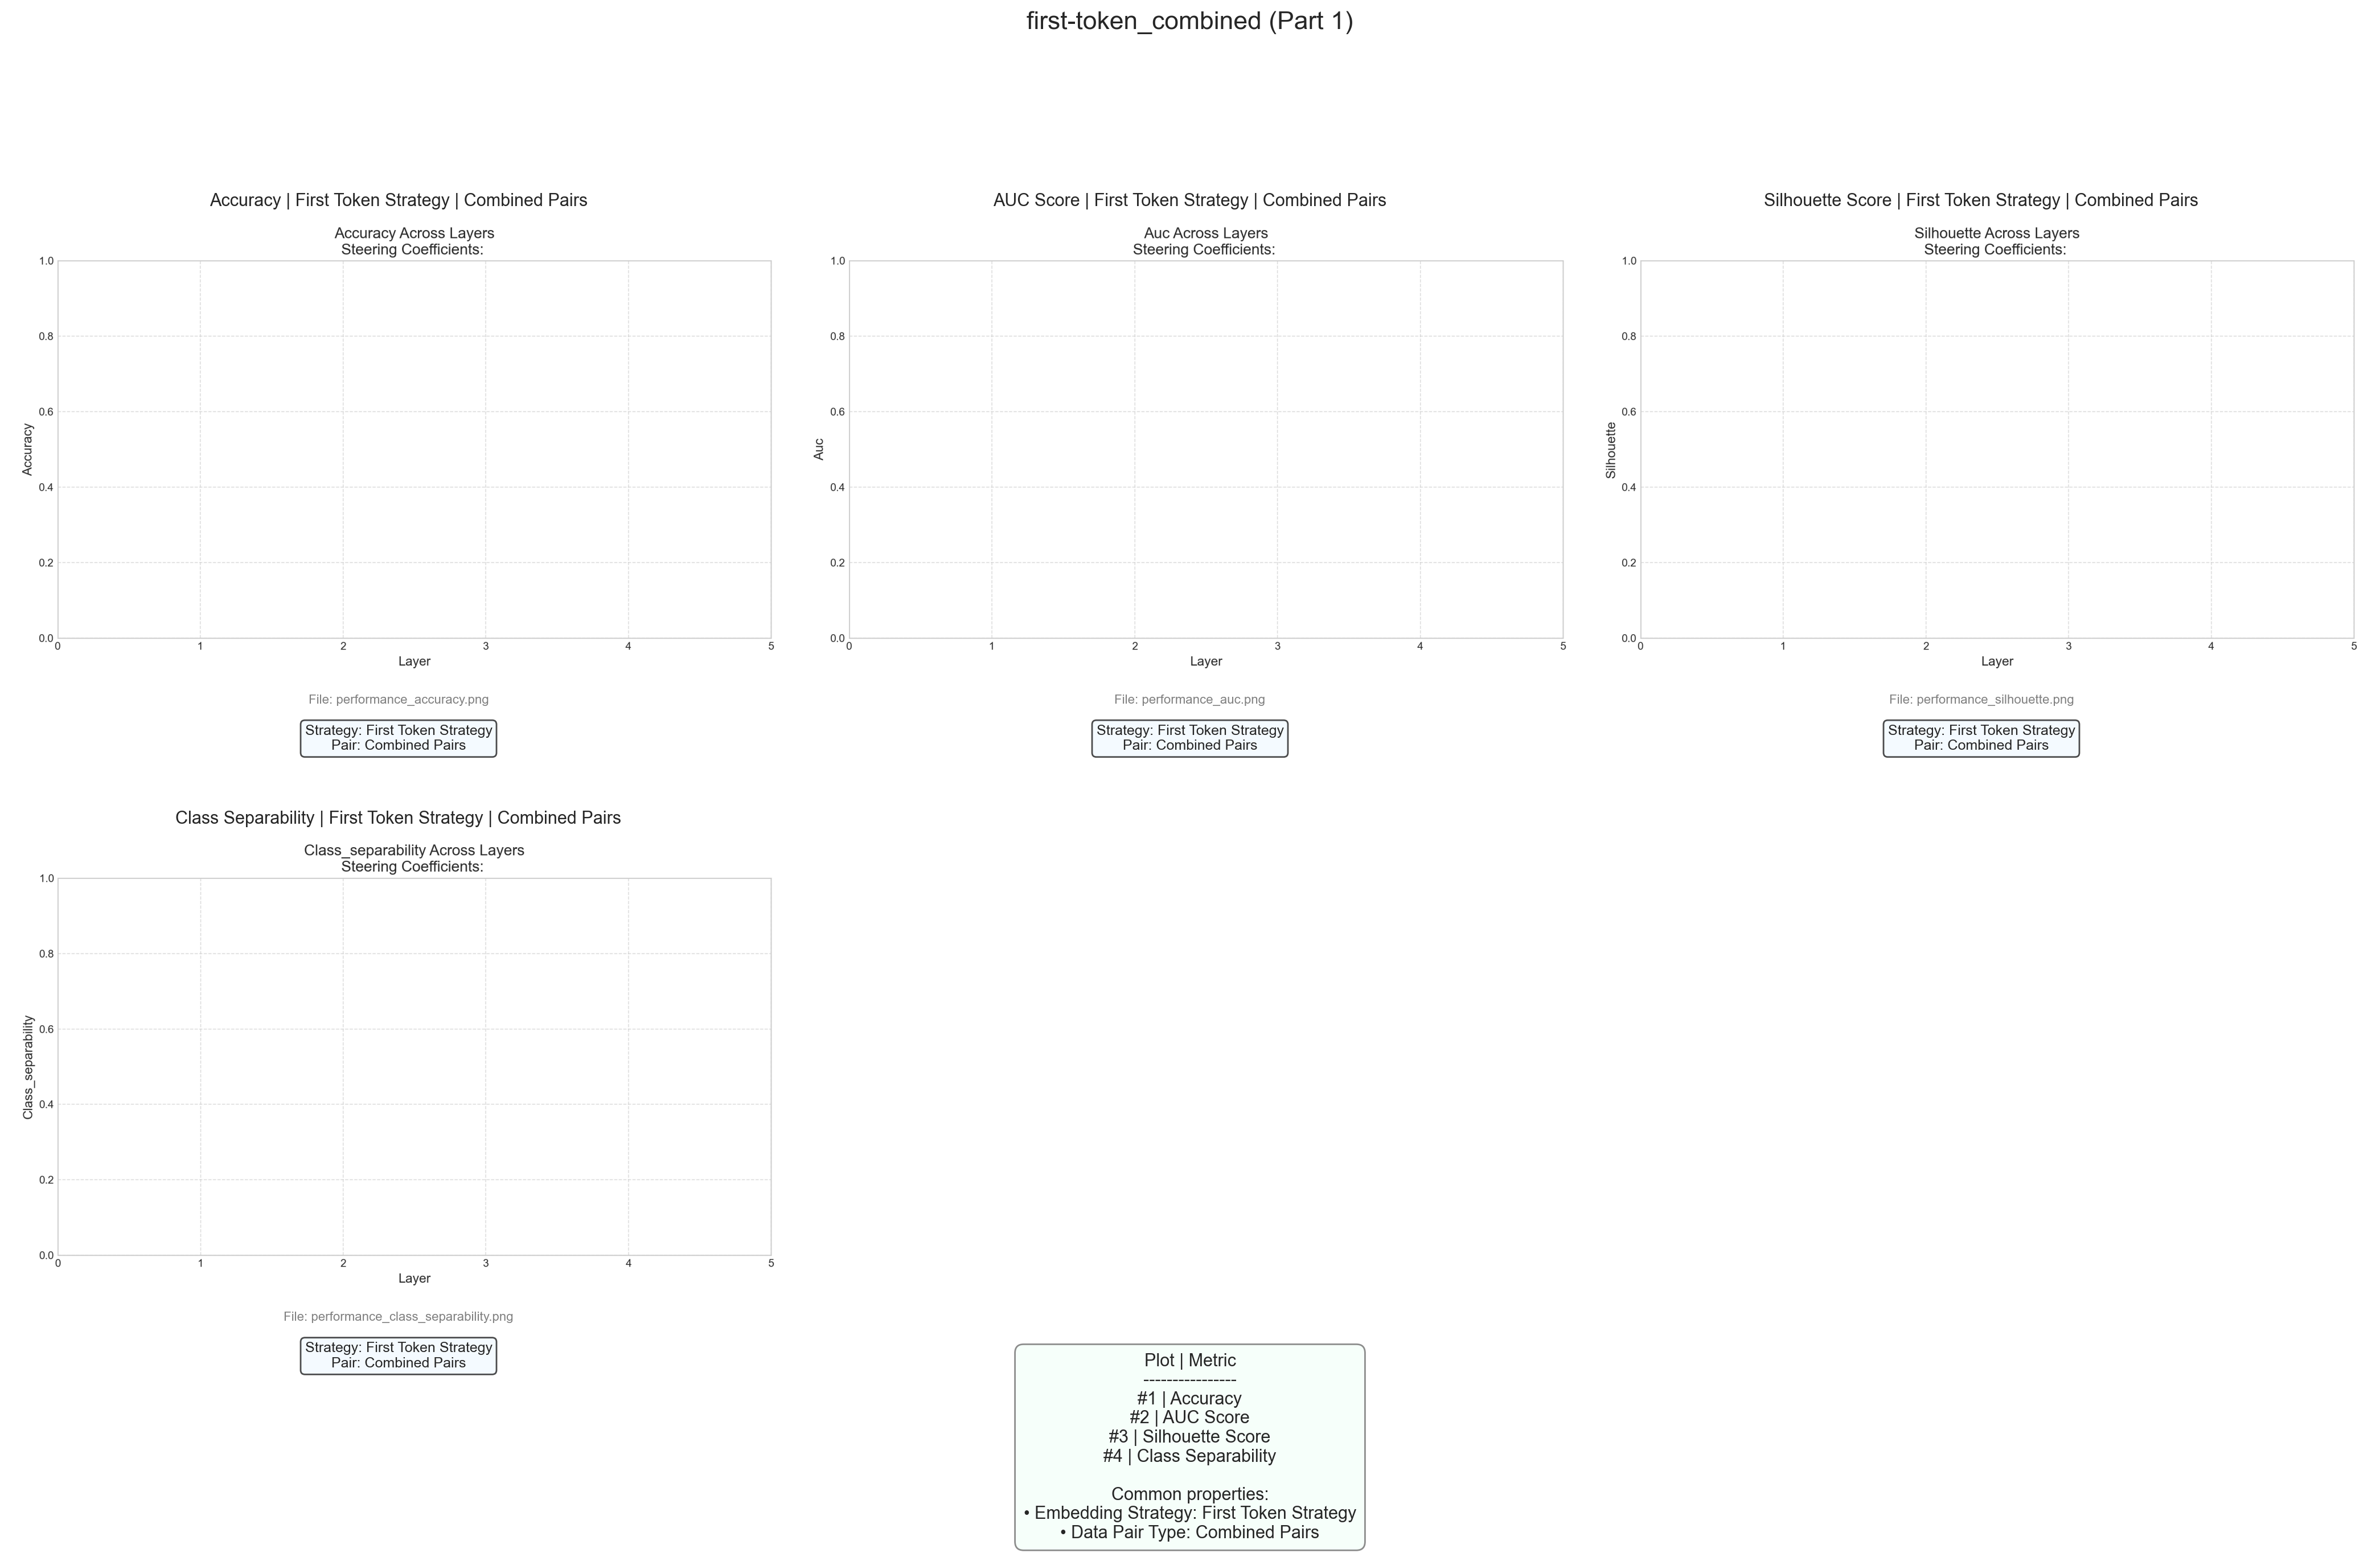 first-token_combined (Part 1)
Accuracy | First Token Strategy | Combined Pairs
Accuracy Across Layers
Steering Coefficients:
1.0
0.8
0.6
0.4
0.2
0.0
Accuracy
0 1 2 3 4 5
Layer
File: performance_accuracy.png
Strategy: First Token Strategy
Pair: Combined Pairs
AUC Score | First Token Strategy | Combined Pairs
Auc Across Layers
Steering Coefficients:
1.0
0.8
0.6
0.4
0.2
0.0
Auc
0 1 2 3 4 5
Layer
File: performance_auc.png
Strategy: First Token Strategy
Pair: Combined Pairs
Silhouette Score | First Token Strategy | Combined Pairs
Silhouette Across Layers
Steering Coefficients:
1.0
0.8
0.6
0.4
0.2
0.0
Silhouette
0 1 2 3 4 5
Layer
File: performance_silhouette.png
Strategy: First Token Strategy
Pair: Combined Pairs
Class Separability | First Token Strategy | Combined Pairs
Class_separability Across Layers
Steering Coefficients:
1.0
0.8
0.6
0.4
0.2
0.0
Class_separability
0 1 2 3 4 5
Layer
File: performance_class_separability.png
Strategy: First Token Strategy
Pair: Combined Pairs
Plot | Metric
----------------
#1 | Accuracy
#2 | AUC Score
#3 | Silhouette Score
#4 | Class Separability
Common properties:
• Embedding Strategy: First Token Strategy
• Data Pair Type: Combined Pairs